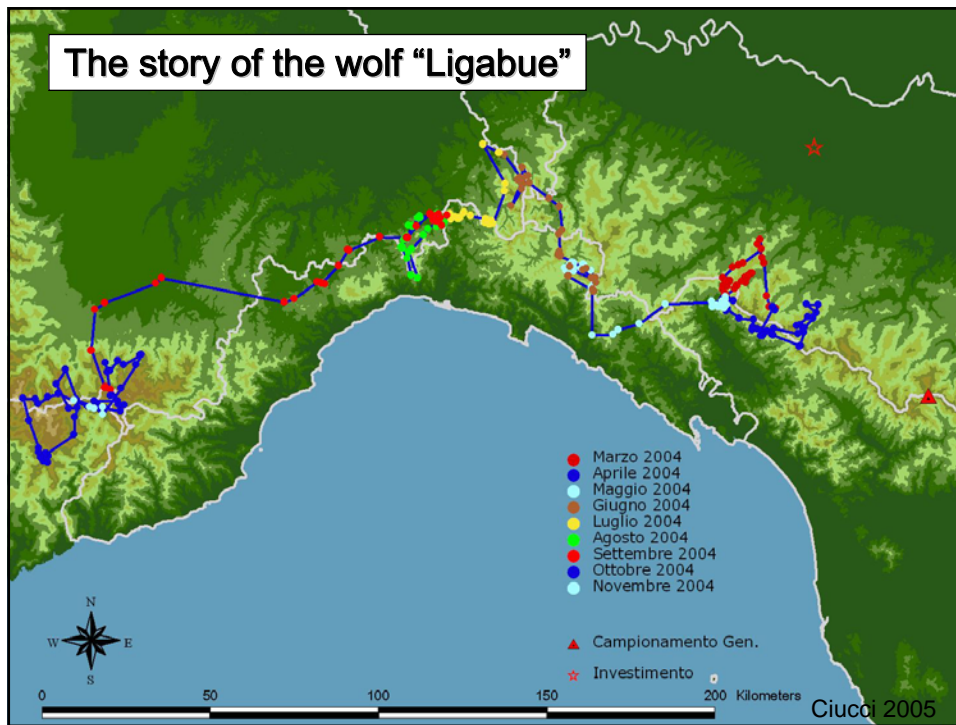 The story of the wolf “Ligabue”
Marzo 2004
Aprile 2004
Maggio 2004
Giugno 2004
Luglio 2004
Agosto 2004
Settembre 2004
Ottobre 2004
Novembre 2004
Campionamento Gen.
Investimento
N
W E
S
0 50 100 150 200 Kilometers
Ciucci 2005